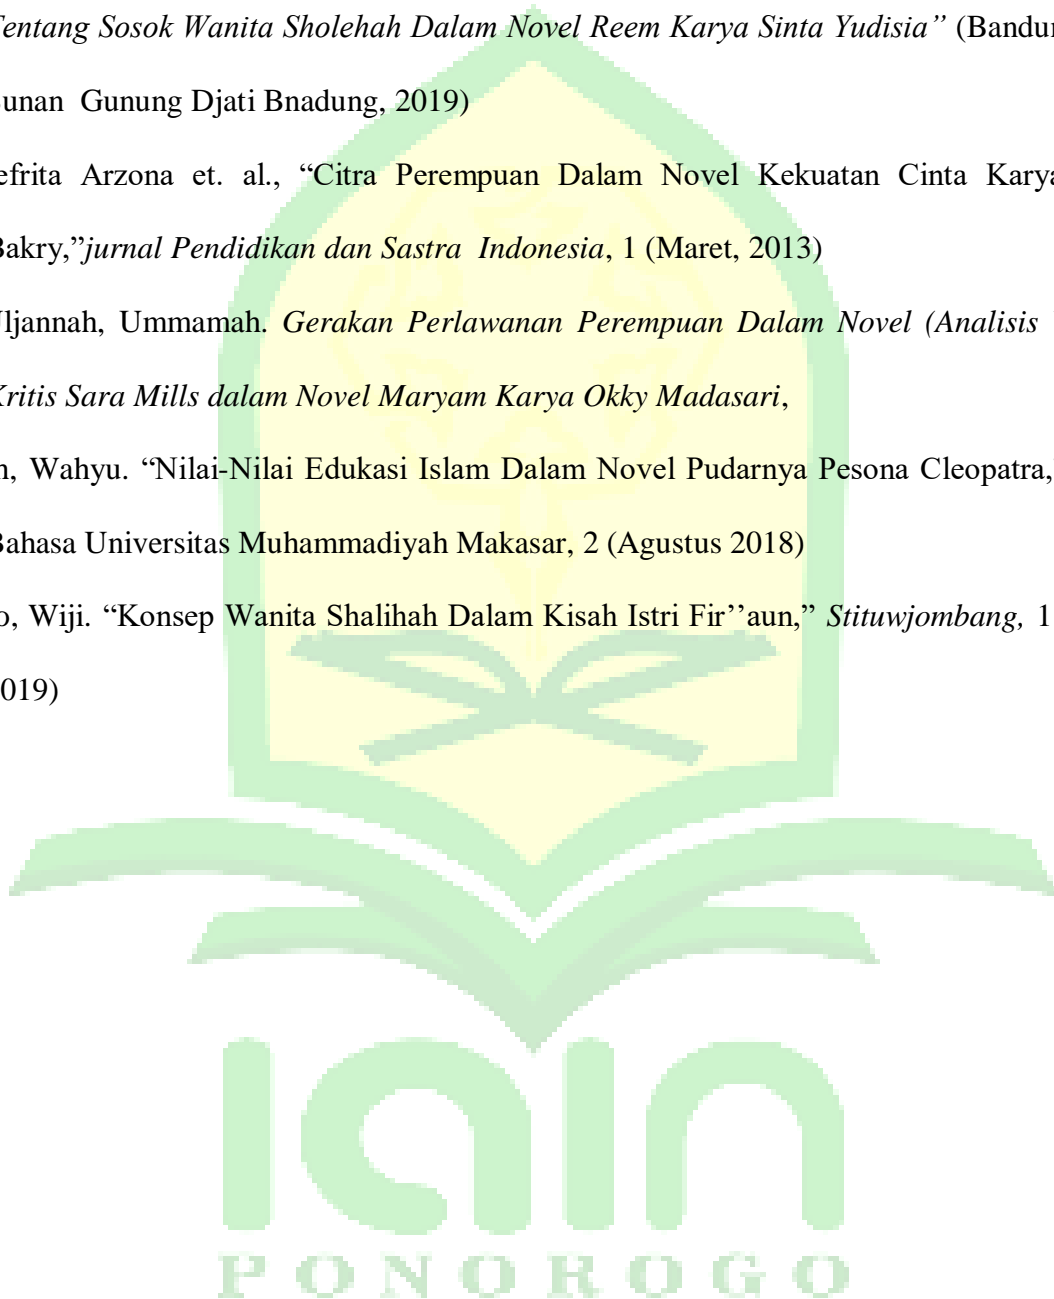 Tentang Sosok Wanita Sholehah Dalam Novel Reem Karya Sinta Yudisia” (Bandun
unan Gunung Djati Bnadung, 2019)
efrita Arzona et. al., “Citra Perempuan Dalam Novel Kekuatan Cinta Karya
Bakry,”jurnal Pendidikan dan Sastra Indonesia, 1 (Maret, 2013)
Uljannah, Ummamah. Gerakan Perlawanan Perempuan Dalam Novel (Analisis
Kritis Sara Mills dalam Novel Maryam Karya Okky Madasari,
n, Wahyu. “Nilai-Nilai Edukasi Islam Dalam Novel Pudarnya Pesona Cleopatra,”
Bahasa Universitas Muhammadiyah Makasar, 2 (Agustus 2018)
o, Wiji. “Konsep Wanita Shalihah Dalam Kisah Istri Fir’’aun,” Stituwjombang, 1
019)
iain
PONOROGO